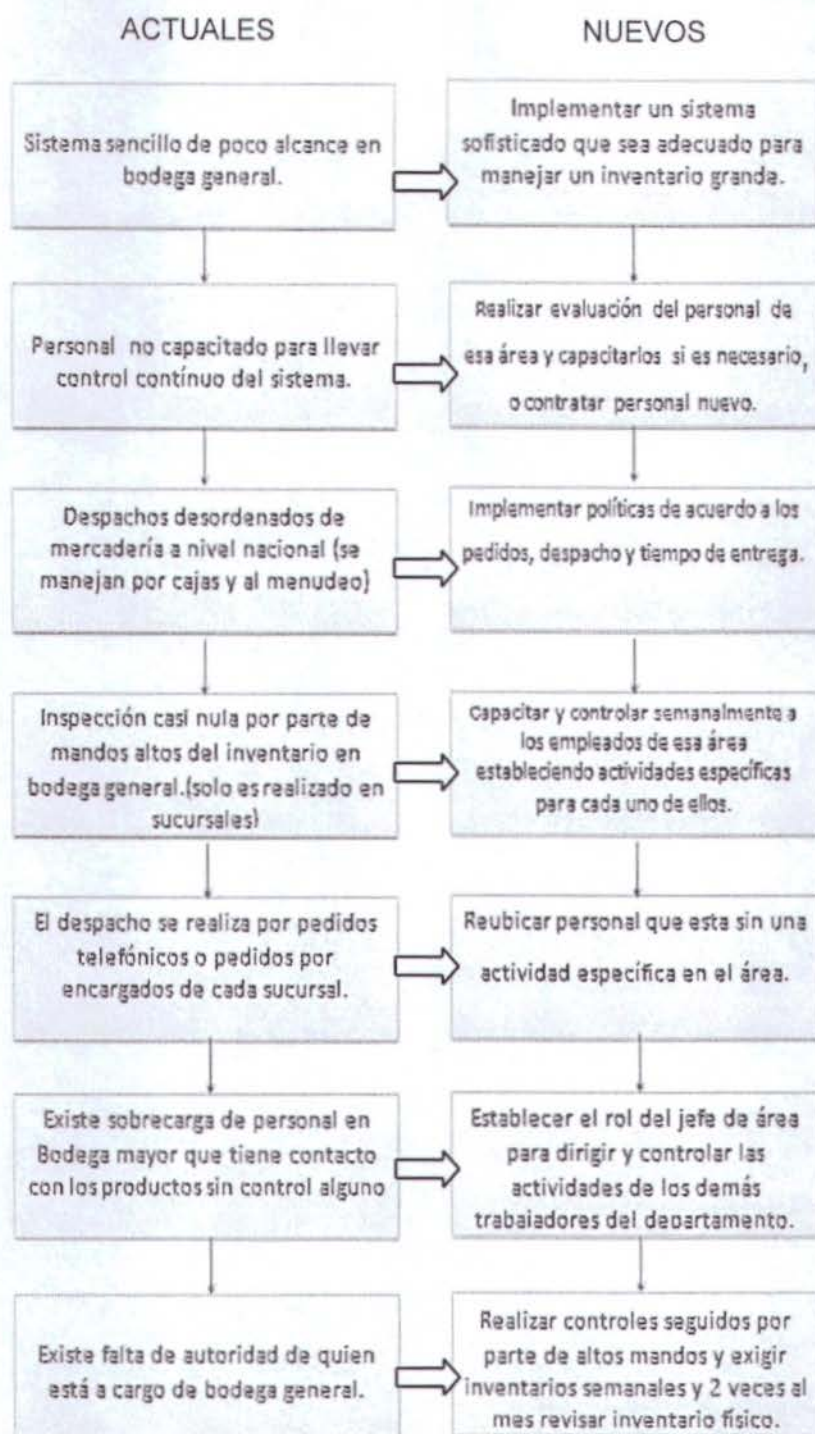 ACTUALES
NUEVOS
Sistema sencillo de poco alcance en
bodega general.
Implementar un sistema
sofisticado que sea adecuado para
manejar un inventario grande.
Personal no capacitado para llevar
control contínuo del sistema.
Realizar evaluación del personal de
esa área y capacitarlos si es necesario,
o contratar personal nuevo.
Despachos desordenados de
mercadería a nivel nacional (se
manejan por cajas y al menudeo)
Implementar políticas de acuerdo a los
pedidos, despacho y tiempo de entrega.
Inspección casi nula por parte de
mandos altos del inventario en
bodega general.(solo es realizado en
sucursales)
Capacitar y controlar semanalmente a
los empleados de esa área
estableciendo actividades específicas
para cada uno de ellos.
El despacho se realiza por pedidos
telefónicos o pedidos por
encargados de cada sucursal.
Reubicar personal que esta sin una
actividad específica en el área.
Existe sobrecarga de personal en
Bodega mayor que tiene contacto
con los productos sin control alguno
Establecer el rol del jefe de área
para dirigir y controlar las
actividades de los demás
trabajadores del departamento.
Existe falta de autoridad de quien
está a cargo de bodega general.
Realizar controles seguidos por
parte de altos mandos y exigir
inventarios semanales y 2 veces al
mes revisar inventario físico.